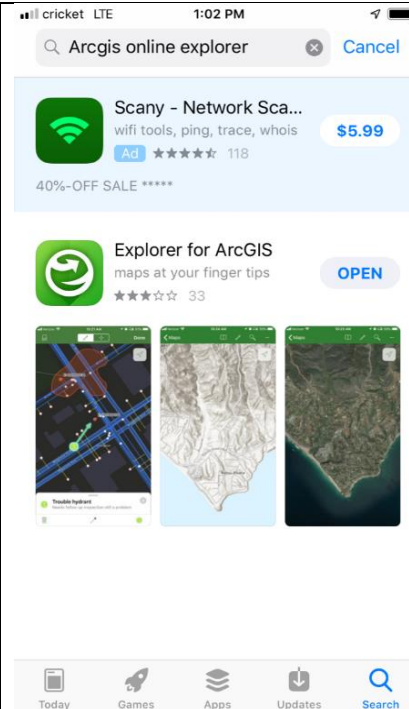 cricket LTE 1:02 PM
Arcgis online explorer Cancel
Scany - Network Sca...
wifi tools, ping, trace, whois
$5.99
Ad 118
40%-OFF SALE *****
Explorer for ArcGIS
maps at your finger tips
OPEN
33
Done
Maps
Maps
Trouble hydrant
Today Games Apps Updates Search